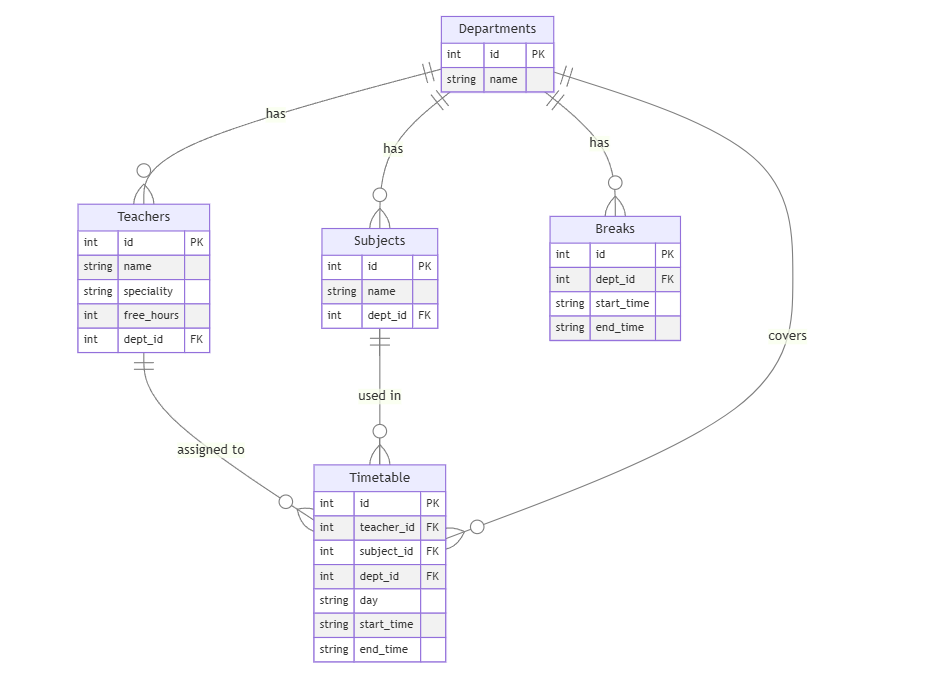 Departments
int id PK
string name
has
has
has
Teachers
int id PK
string name
string speciality
int free_hours
int dept_id FK
Subjects
int id PK
string name
int dept_id FK
Breaks
int id PK
int dept_id FK
string start_time
string end_time
covers
used in
assigned to
Timetable
int id PK
int teacher_id FK
int subject_id FK
int dept_id FK
string day
string start_time
string end_time